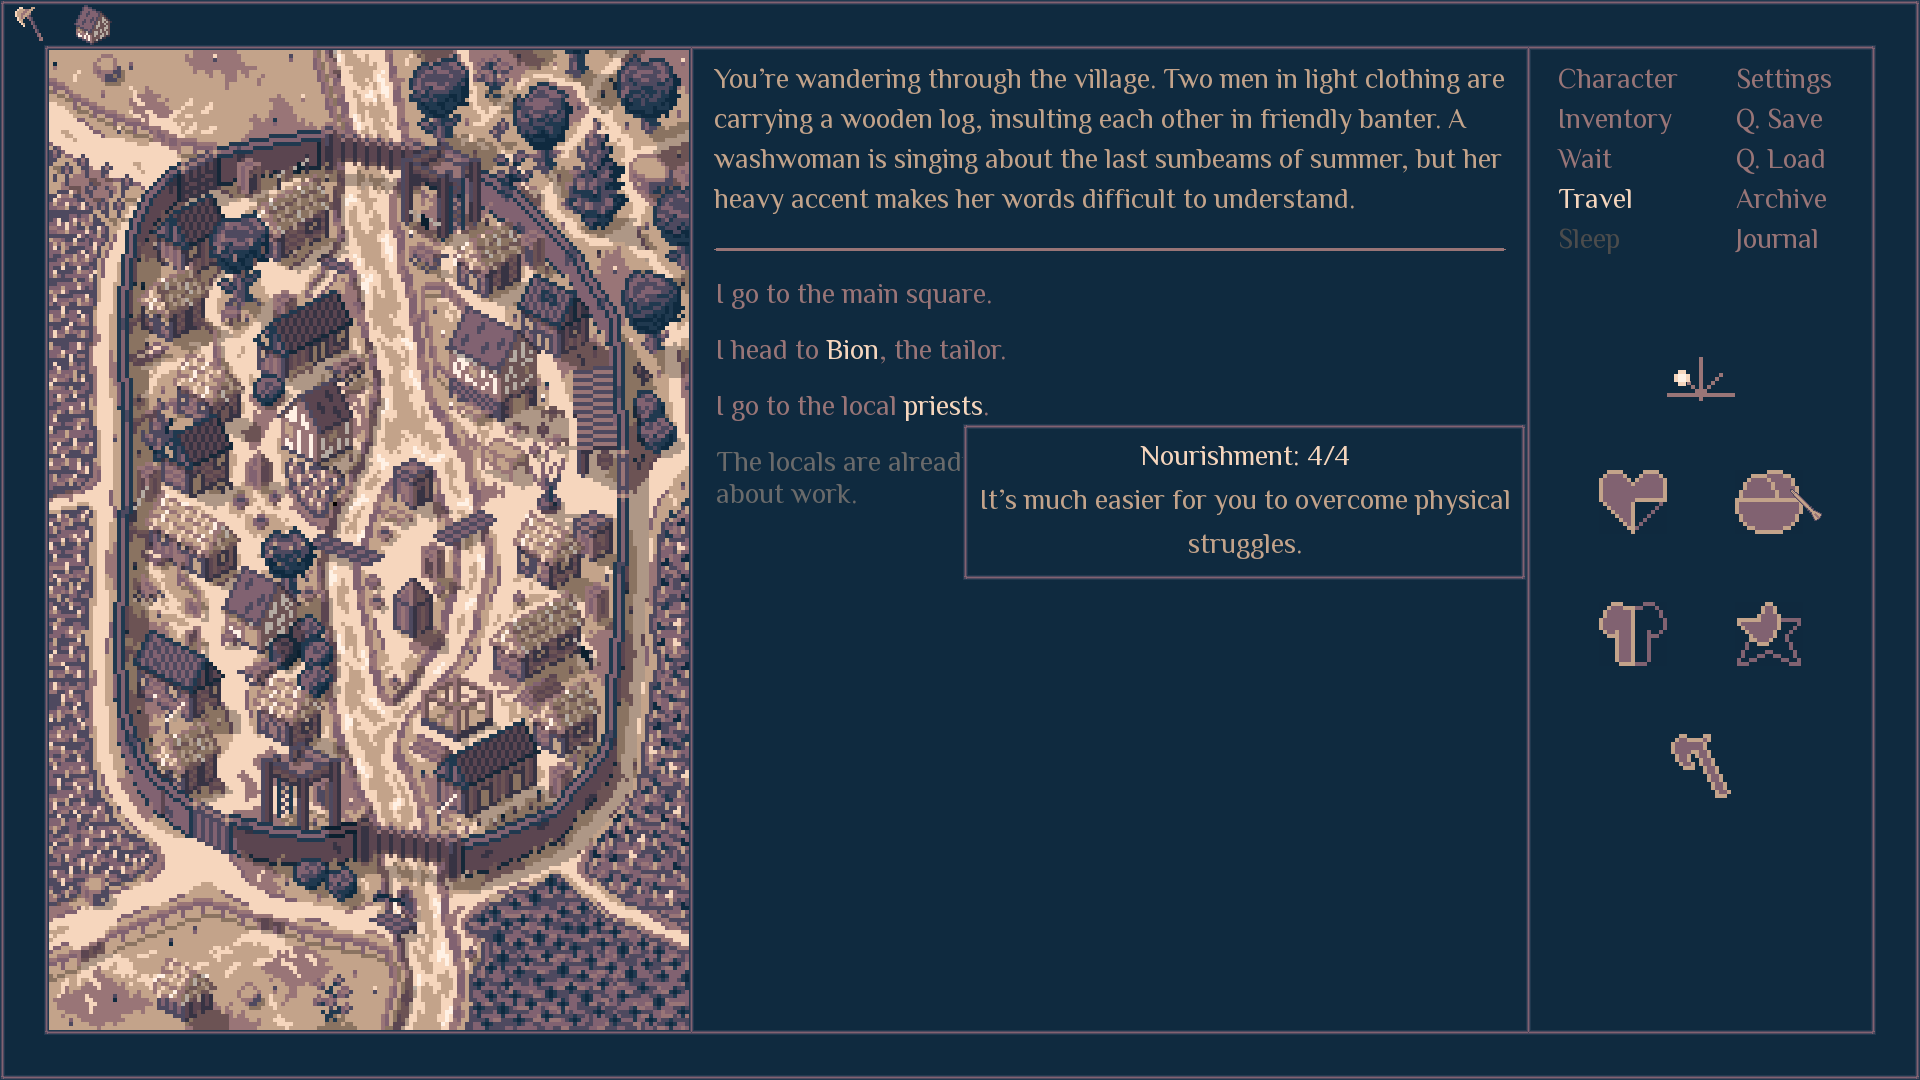 You’re wandering through the village. Two men in light clothing are
carrying a wooden log, insulting each other in friendly banter. A
washwoman is singing about the last sunbeams of summer, but her
heavy accent makes her words difficult to understand.
I go to the main square.
I head to Bion, the tailor.
I go to the local priests.
The locals are alread
about work.
Nourishment: 4/4
It’s much easier for you to overcome physical
struggles.
Character
Inventory
Wait
Travel
Sleep
Settings
Q. Save
Q. Load
Archive
Journal